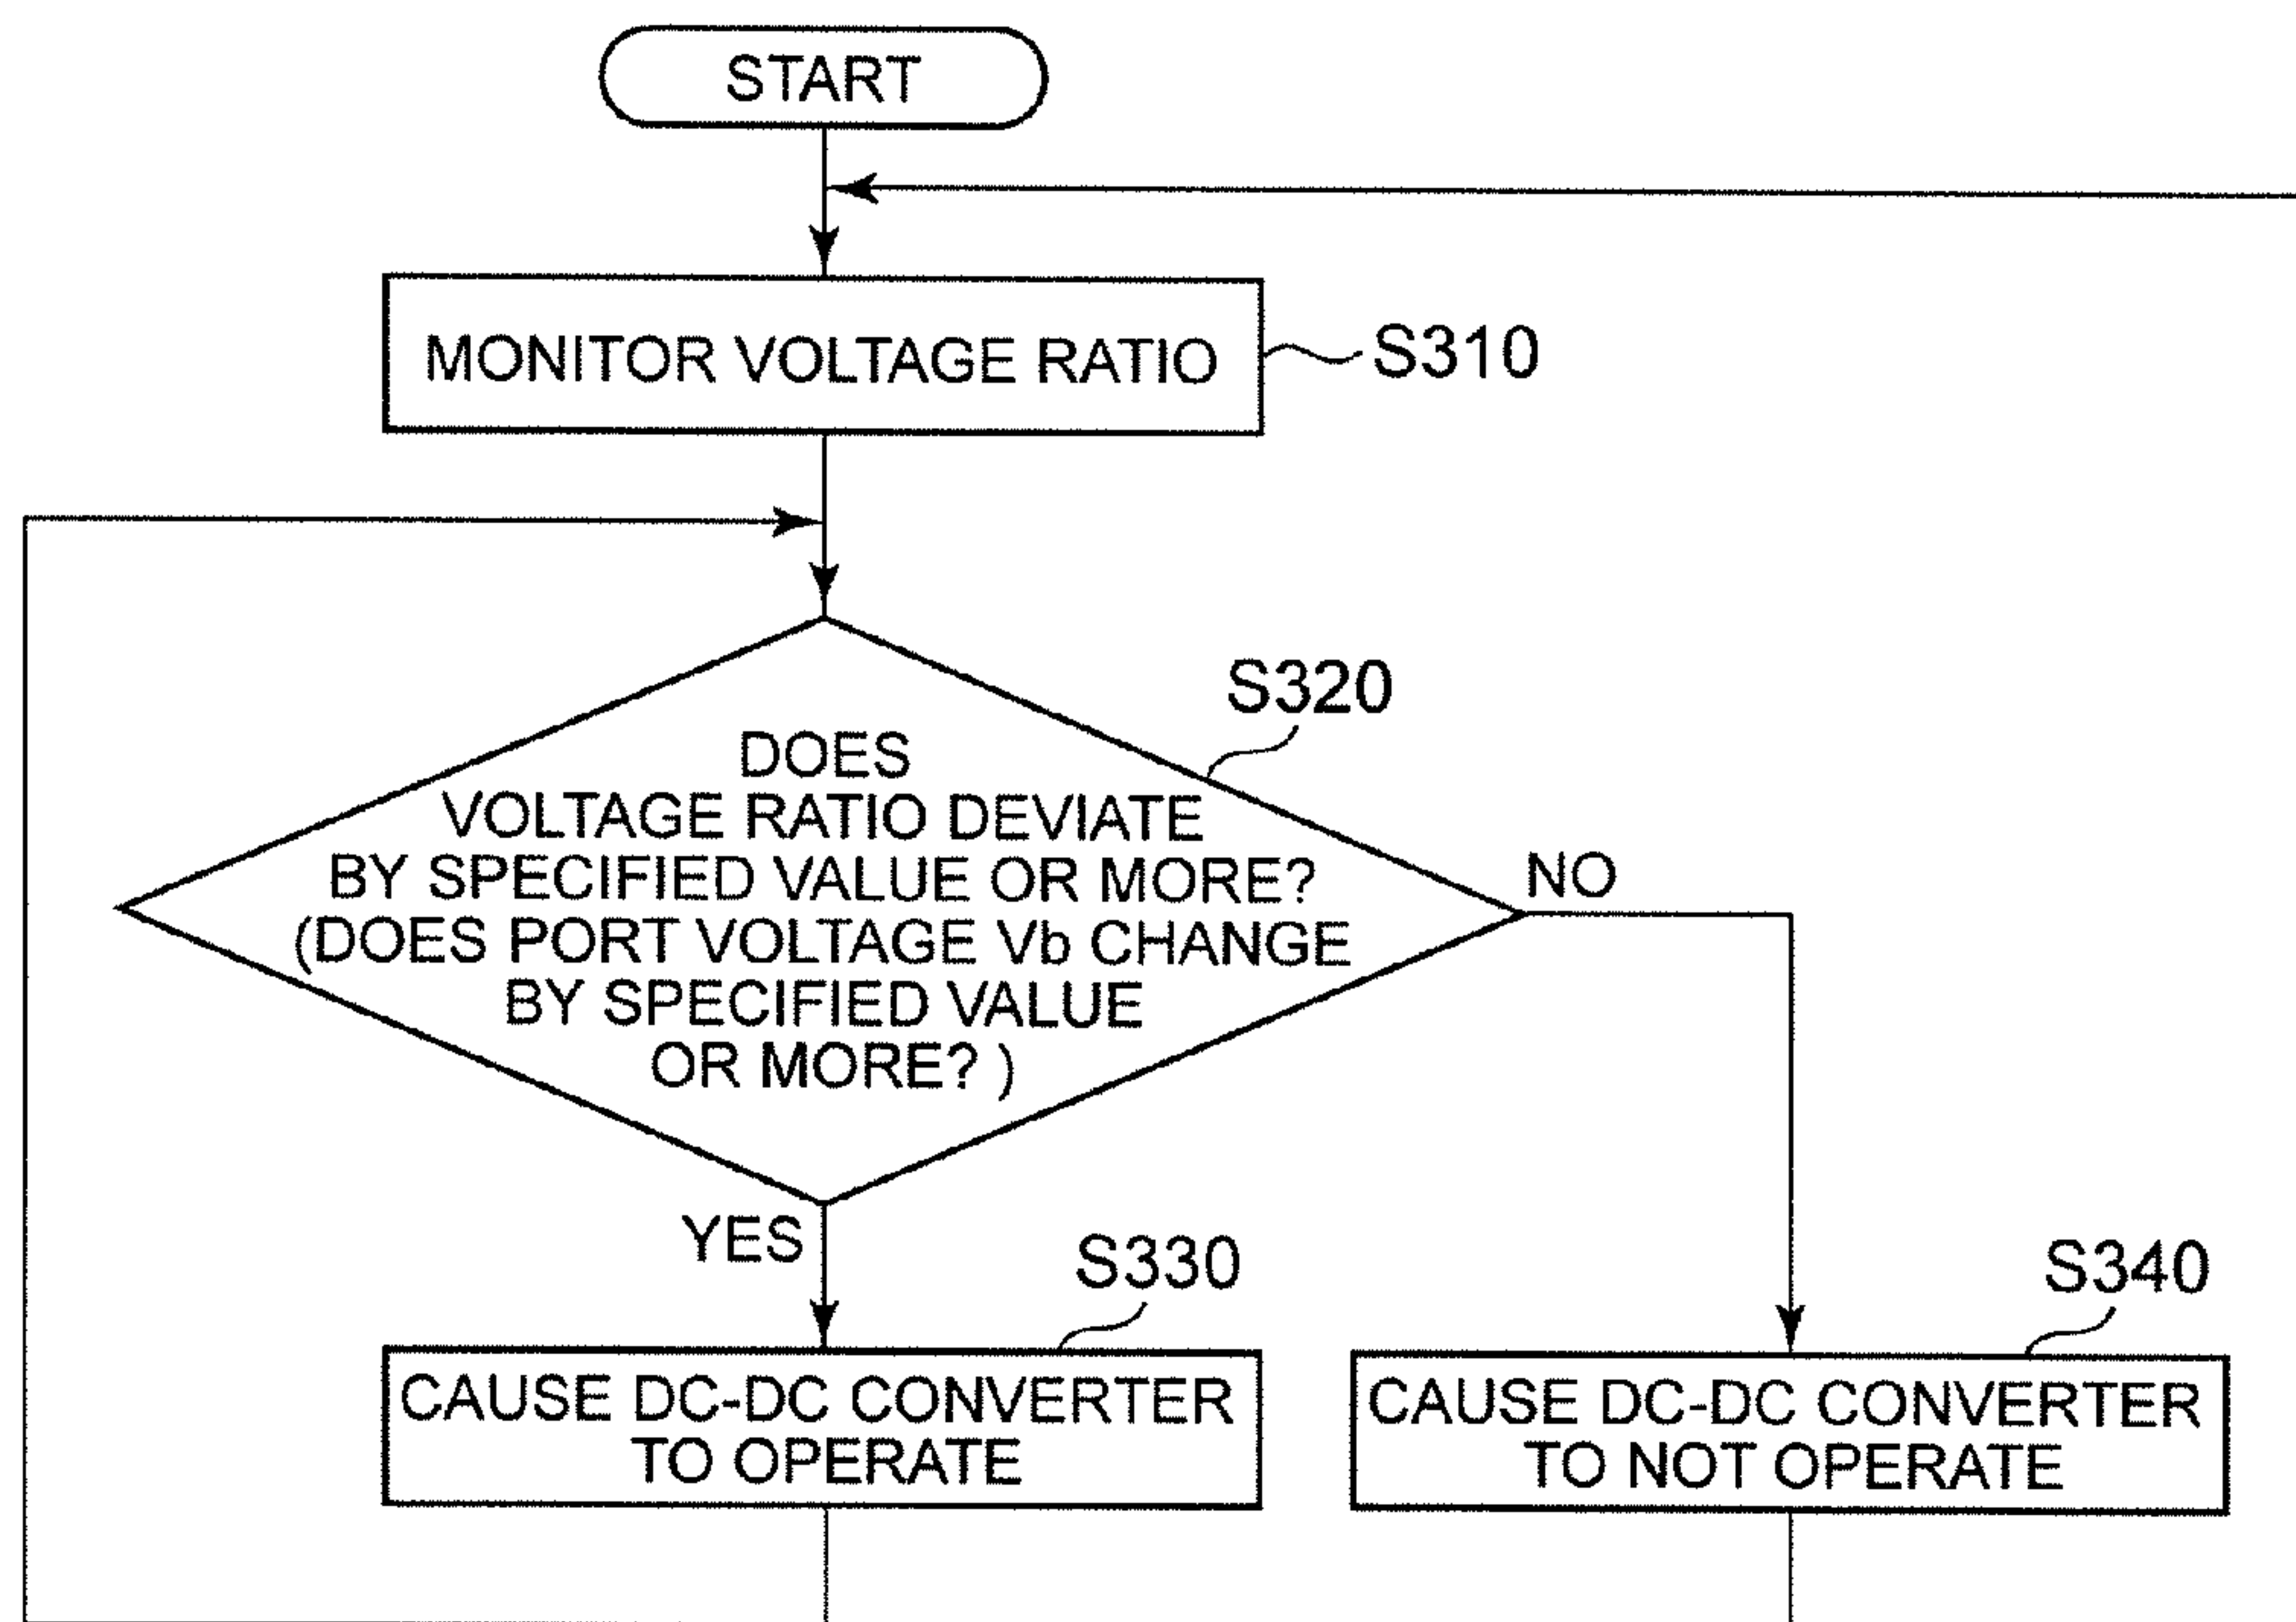 START
MONITOR VOLTAGE RATIO
S310
S320
DOES
VOLTAGE RATIO DEVIATE
BY SPECIFIED VALUE OR MORE?
(DOES PORT VOLTAGE Vb CHANGE
BY SPECIFIED VALUE
OR MORE? )
NO
YES
S330
CAUSE DC-DC CONVERTER
TO OPERATE
S340
CAUSE DC-DC CONVERTER
TO NOT OPERATE